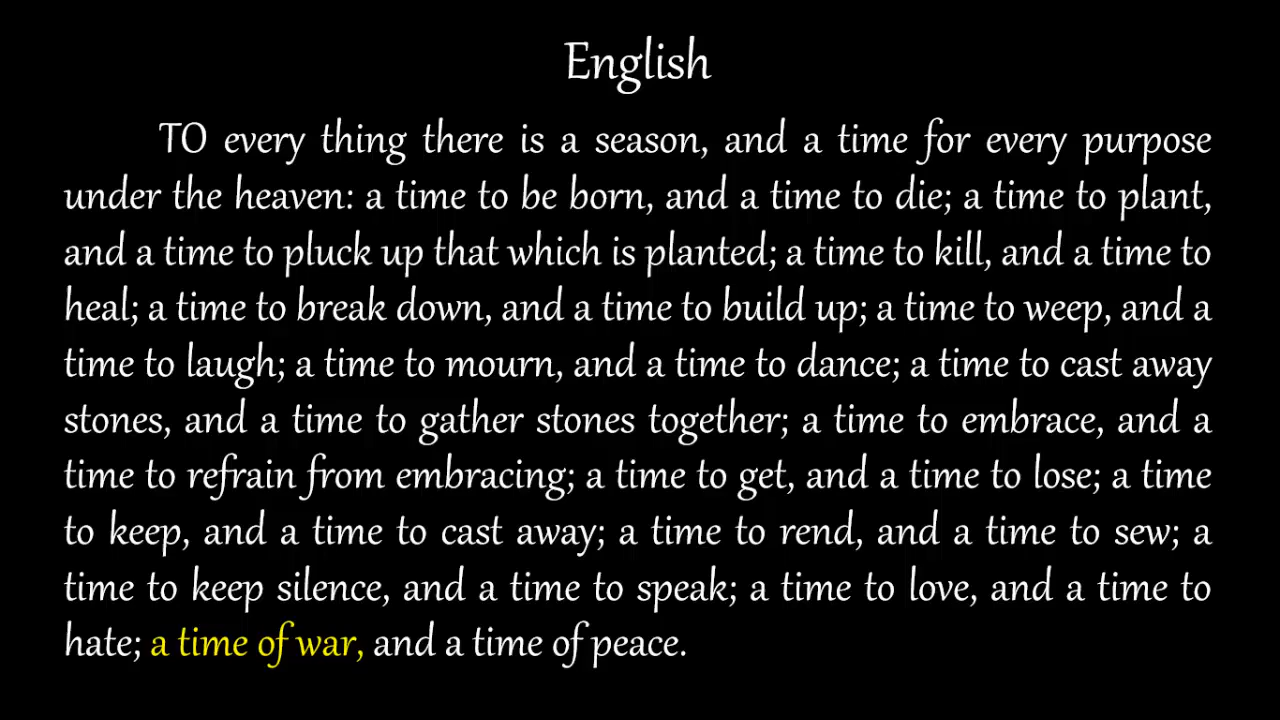 English
TO every thing there is a season, and a time for every purpose
under the heaven: a time to be born, and a time to die; a time to plant,
and a time to pluck up that which is planted; a time to kill, and a time to
heal; a time to break down, and a time to build up; a time to weep, and a
time to laugh; a time to mourn, and a time to dance; a time to cast away
stones, and a time to gather stones together; a time to embrace, and a
time to refrain from embracing; a time to get, and a time to lose; a time
to keep, and a time to cast away; a time to rend, and a time to sew; a
time to keep silence, and a time to speak; a time to love, and a time to
hate; a time of war, and a time of peace.